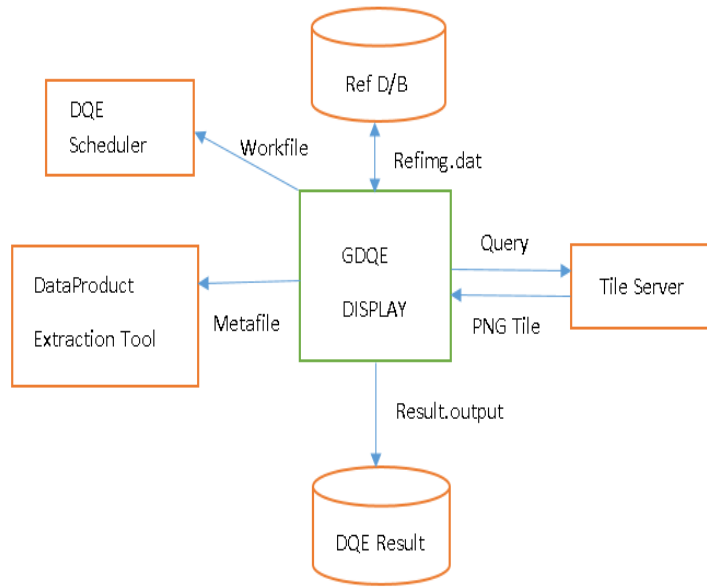 Ref D/B
DQE
Scheduler
Workfile
Refimg.dat
GDQE
DISPLAY
Query
Tile Server
PNG Tile
DataProduct
Extraction Tool
Metafile
Result.output
DQE Result